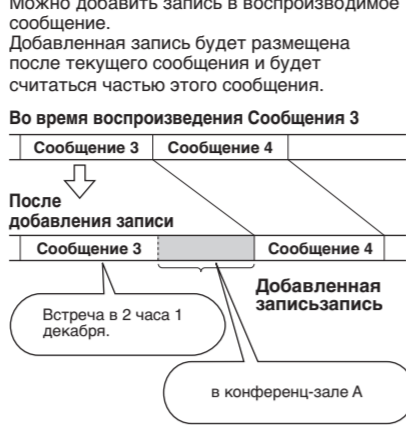 Можно добавить запись в воспроизводимое
сообщение.
Добавленная запись будет размещена
после текущего сообщения и будет
считаться частью этого сообщения.
Во время воспроизведения Сообщения 3
Сообщение 3 Сообщение 4
После
добавления записи
Сообщение 3 Сообщение 4
Добавленная
записьзапись
Встреча в 2 часа 1
декабря.
в конференц-зале А